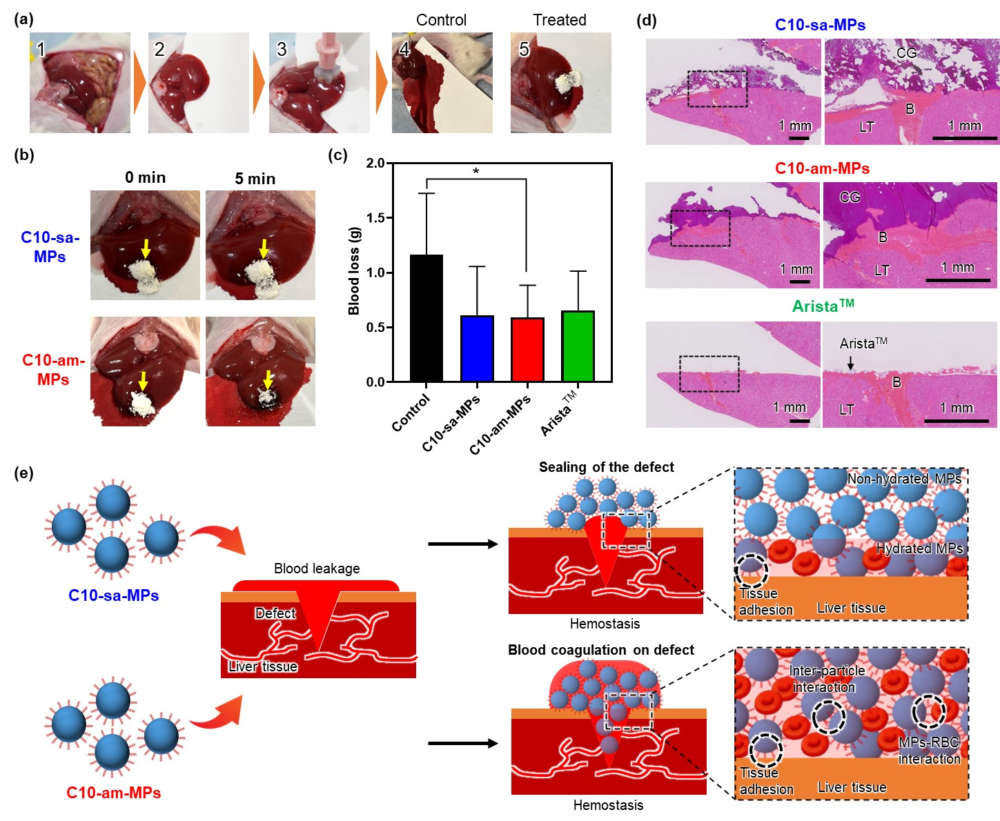 (a)
Control
Treated
1
2
3
4
5
(b)
0 min
5 min
C10-sa-
MPs
C10-am-
MPs
(c)
2.0
1.5
1.0
0.5
0.0
Blood loss (g)
*
Control
C10-sa-MPs
C10-am-MPs
Arista™
(d)
C10-sa-MPs
CG
B
LT
1 mm
1 mm
C10-am-MPs
CG
B
LT
1 mm
1 mm
Arista™
Arista™
B
LT
1 mm
1 mm
(e)
C10-sa-MPs
C10-am-MPs
Blood leakage
Defect
Liver tissue
Sealing of the defect
Hemostasis
Non-hydrated MPs
Hydrated MPs
Tissue
adhesion
Liver tissue
Blood coagulation on defect
Hemostasis
Inter-particle
interaction
MPs-RBC
interaction
Tissue
adhesion
Liver tissue